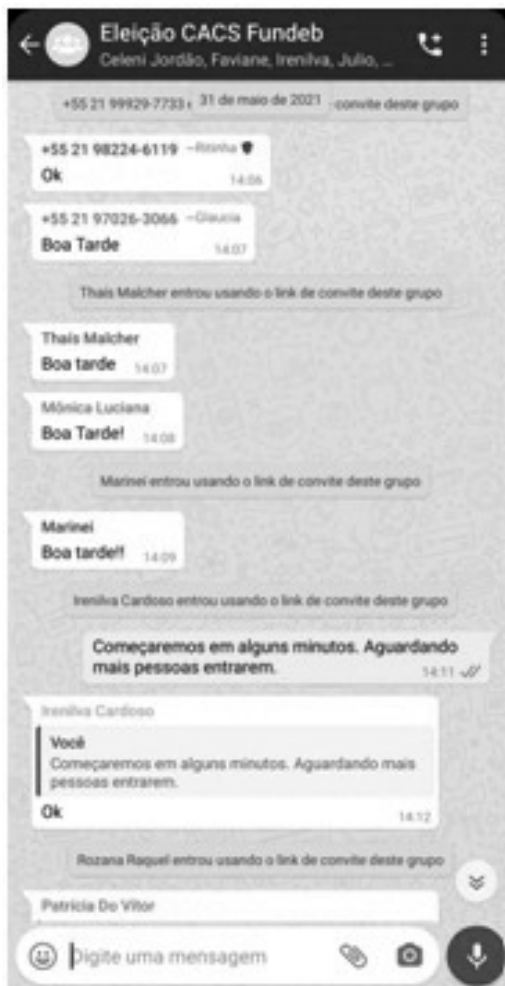 Eleição CACS Fundeb
Celeni Jordão, Faviane, Irenilva, Julio, ...
+55 21 99929-7733
31 de maio de 2021
convite deste grupo
+55 21 98224-6119 ~Ritinha
Ok
14:06
+55 21 97026-3066 ~Glaucia
Boa Tarde
14:07
Thais Malcher entrou usando o link de convite deste grupo
Thais Malcher
Boa tarde
14:07
Mônica Luciana
Boa Tarde!
14:08
Marinei entrou usando o link de convite deste grupo
Marinei
Boa tarde!!
14:09
Irenilva Cardoso entrou usando o link de convite deste grupo
Começaremos em alguns minutos. Aguardando
mais pessoas entrarem.
14:11
Irenilva Cardoso
Você
Começaremos em alguns minutos. Aguardando mais
pessoas entrarem.
Ok
14:12
Rozana Raquel entrou usando o link de convite deste grupo
Patricia Do Vitor
Digite uma mensagem